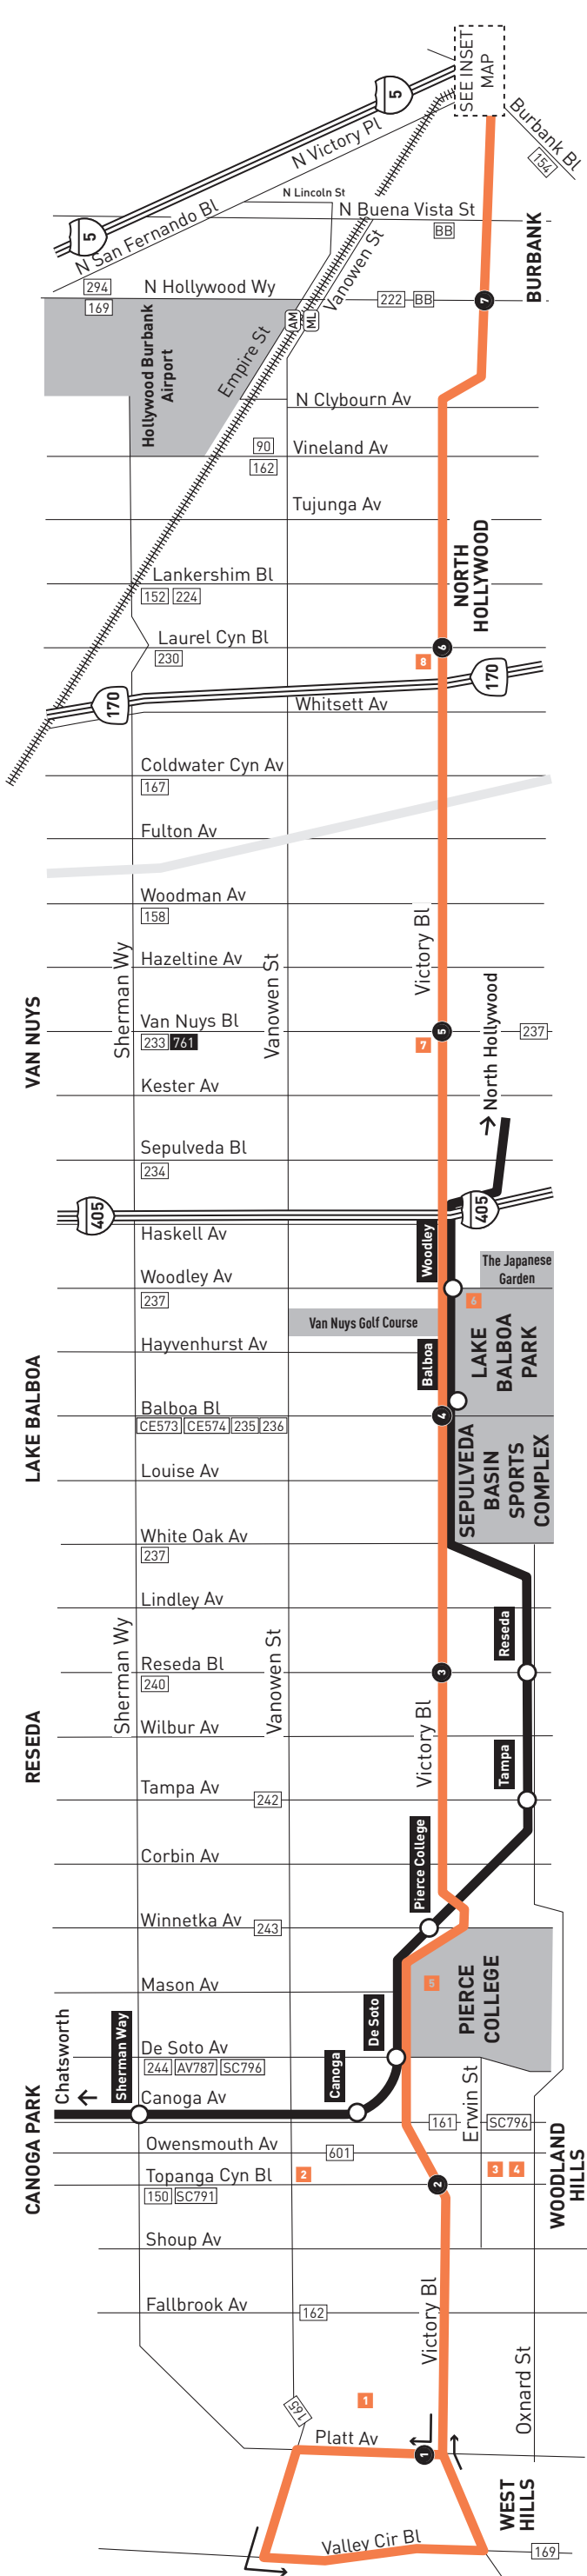 SEE INSET
MAP
5
N Victory Pl
Burbank Bl
154
N Lincoln St
N Buena Vista St
BB
5
N San Fernando Bl
BURBANK
294
N Hollywood Wy
169
222
BB
7
Vanowen St
AM
ML
Hollywood Burbank
Airport
Empire St
N Clybourn Av
90
Vineland Av
162
Tujunga Av
NORTH
HOLLYWOOD
Lankershim Bl
152
224
Laurel Cyn Bl
230
6
8
170
170
Whitsett Av
Coldwater Cyn Av
167
Fulton Av
Woodman Av
158
Victory Bl
Hazeltine Av
Sherman Wy
Vanowen St
VAN NUYS
Van Nuys Bl
233
761
5
7
237
North Hollywood
Kester Av
Sepulveda Bl
234
405
405
Haskell Av
Woodley
Woodley Av
237
The Japanese
Garden
6
Van Nuys Golf Course
Hayvenhurst Av
Balboa
LAKE
BALBOA
PARK
LAKE BALBOA
Balboa Bl
CE573
CE574
235
236
4
SEPULVEDA
BASIN
SPORTS
COMPLEX
Louise Av
White Oak Av
237
Lindley Av
Sherman Wy
Vanowen St
Reseda
Reseda Bl
240
3
RESEDA
Wilbur Av
Victory Bl
Tampa
Tampa Av
242
Corbin Av
Pierce College
Winnetka Av
243
Mason Av
5
PIERCE
COLLEGE
Chatsworth
Sherman Way
De Soto
De Soto Av
244
AV787
SC796
Canoga
Canoga Av
CANOGA PARK
161
Erwin St
SC796
Owensmouth Av
601
Topanga Cyn Bl
150
SC791
2
2
3
4
WOODLAND
HILLS
Shoup Av
Fallbrook Av
162
Victory Bl
Oxnard St
1
165
Platt Av
1
WEST
HILLS
Valley Cir Bl
169